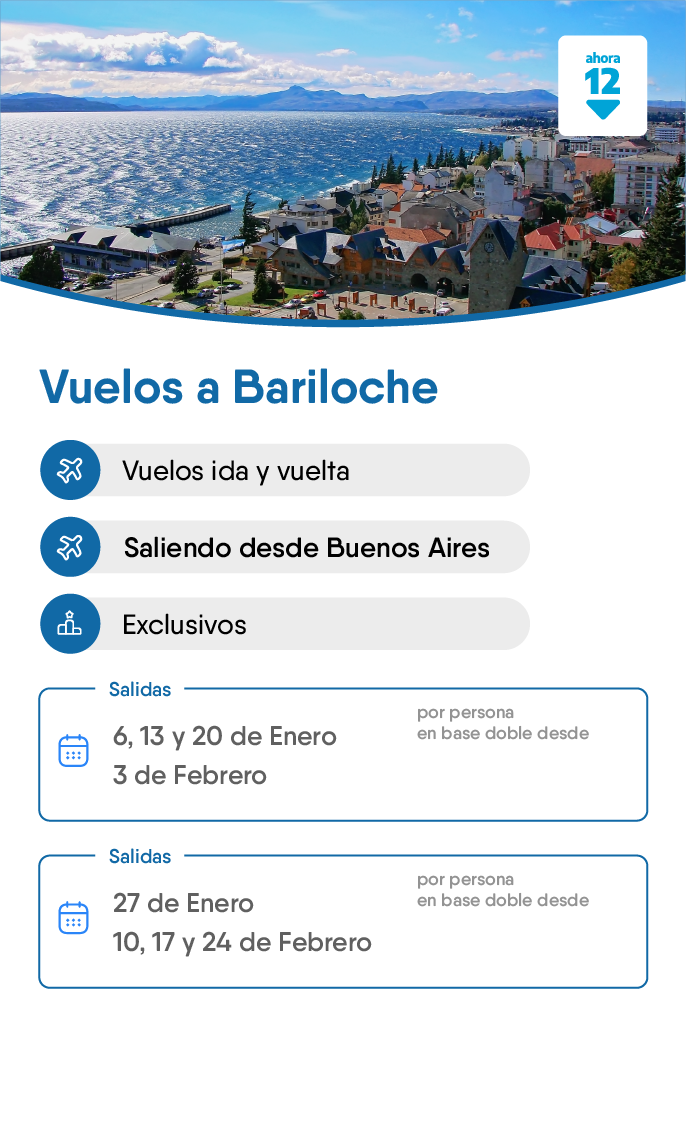 ahora
12
Vuelos a Bariloche
Vuelos ida y vuelta
Saliendo desde Buenos Aires
Exclusivos
Salidas
6, 13 y 20 de Enero
3 de Febrero
por persona
en base doble desde
Salidas
27 de Enero
10, 17 y 24 de Febrero
por persona
en base doble desde